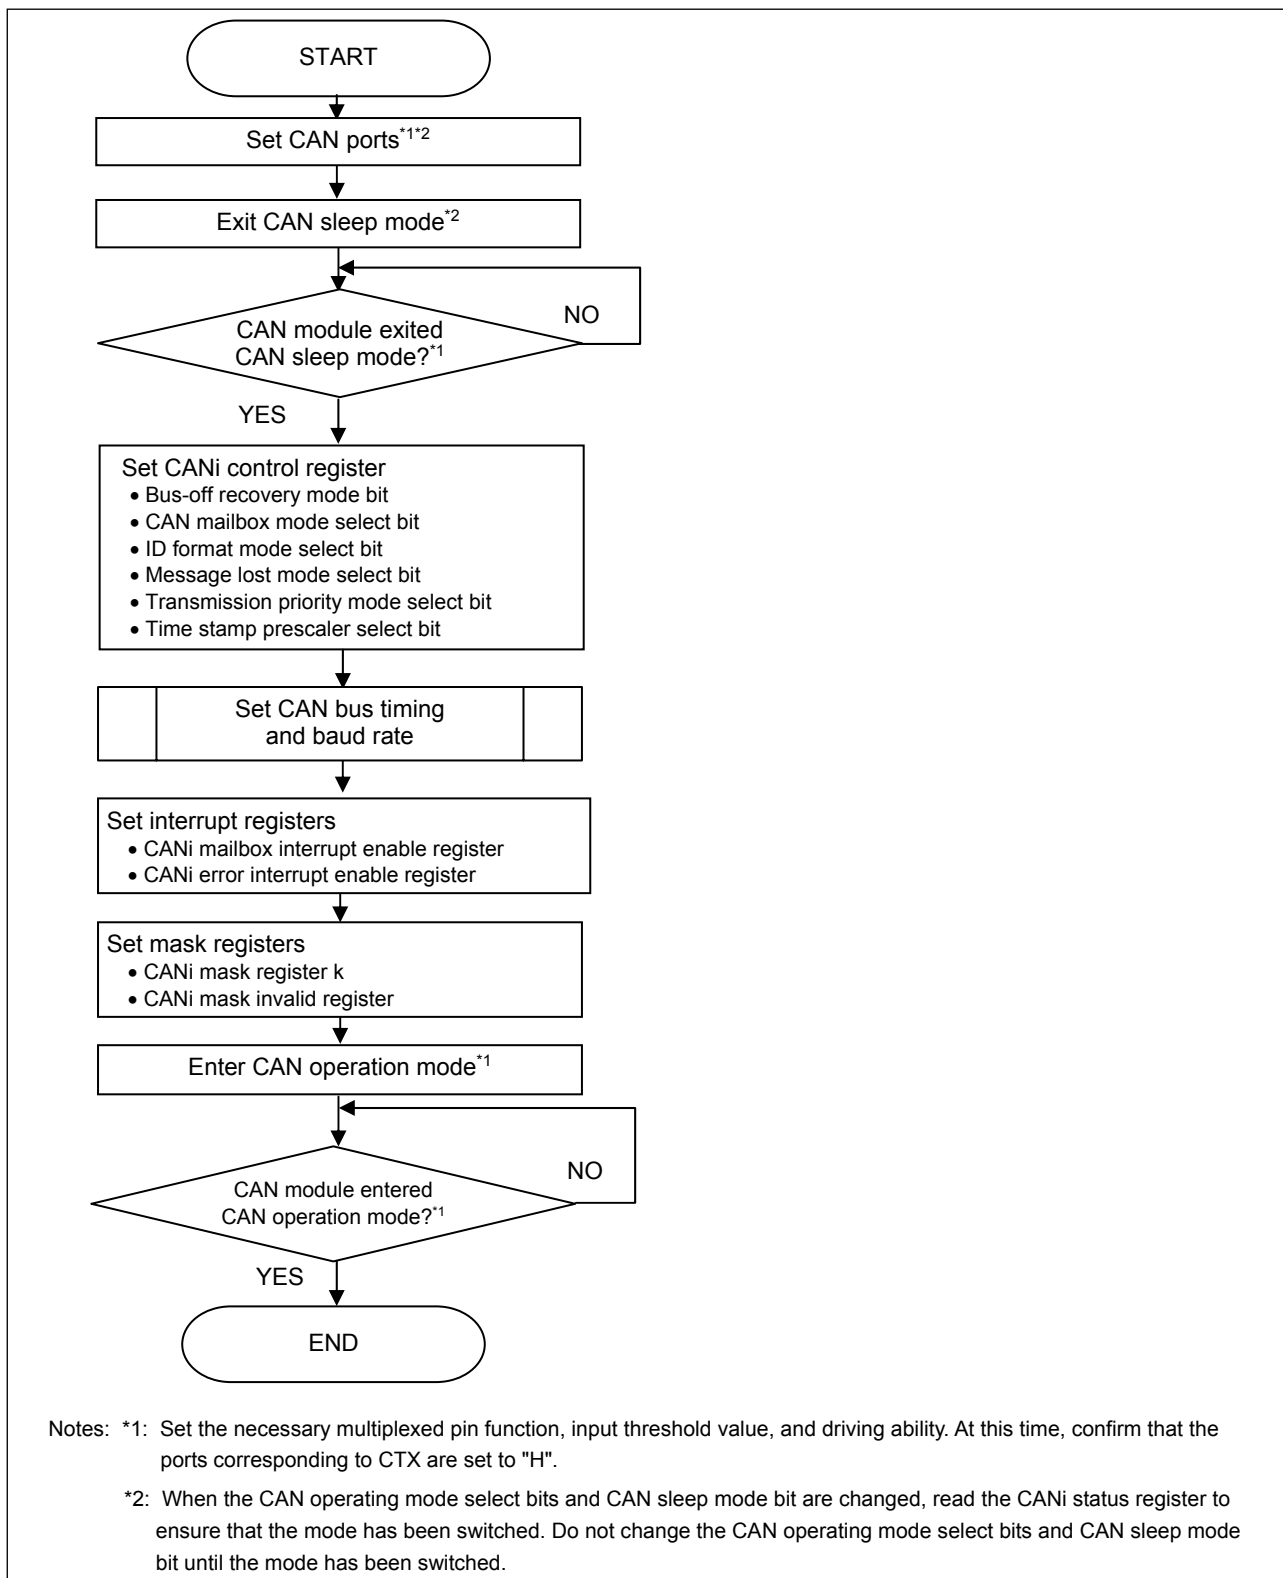 START
Set CAN ports*1*2
Exit CAN sleep mode*2
NO
CAN module exited
CAN sleep mode?*1
YES
Set CANi control register
• Bus-off recovery mode bit
• CAN mailbox mode select bit
• ID format mode select bit
• Message lost mode select bit
• Transmission priority mode select bit
• Time stamp prescaler select bit
Set CAN bus timing
and baud rate
Set interrupt registers
• CANi mailbox interrupt enable register
• CANi error interrupt enable register
Set mask registers
• CANi mask register k
• CANi mask invalid register
Enter CAN operation mode*1
NO
CAN module entered
CAN operation mode?*1
YES
END
Notes: *1: Set the necessary multiplexed pin function, input threshold value, and driving ability. At this time, confirm that the
ports corresponding to CTX are set to "H".
*2: When the CAN operating mode select bits and CAN sleep mode bit are changed, read the CANi status register to
ensure that the mode has been switched. Do not change the CAN operating mode select bits and CAN sleep mode
bit until the mode has been switched.